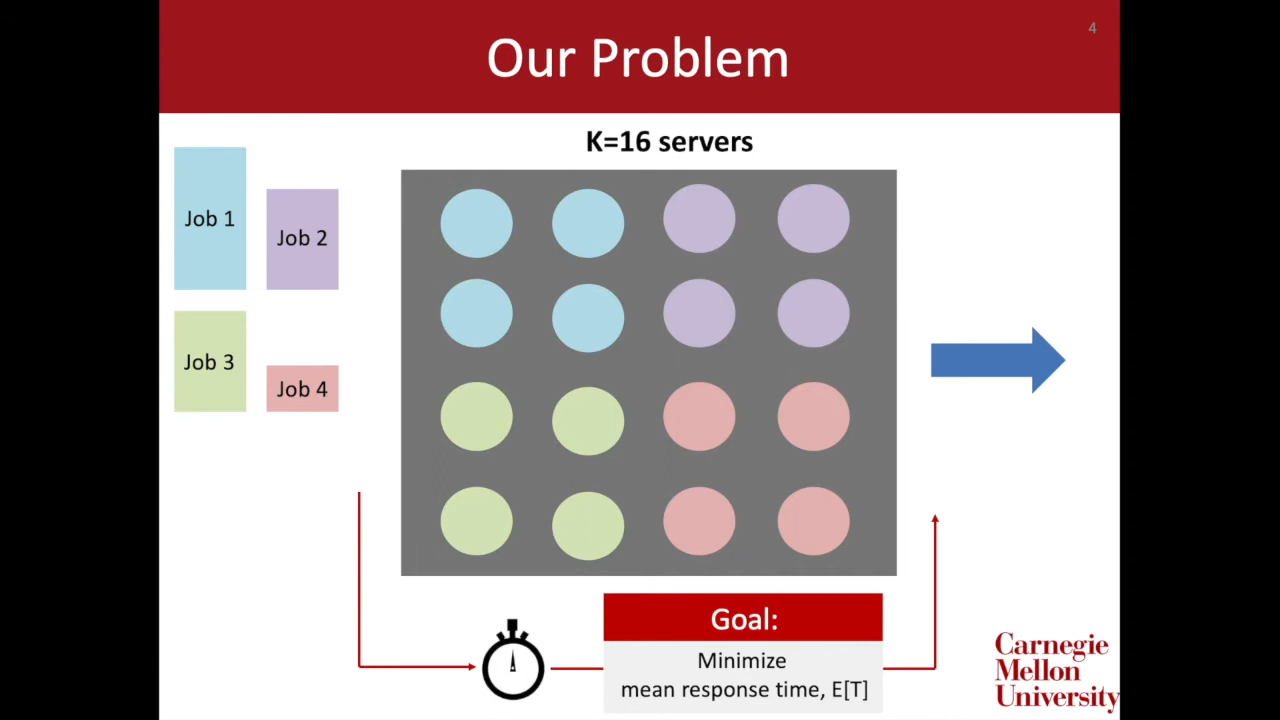 4
Our Problem
K=16 servers
Job 1
Job 2
Job 3
Job 4
Goal:
Minimize
mean response time, E[T]
Carnegie
Mellon
University